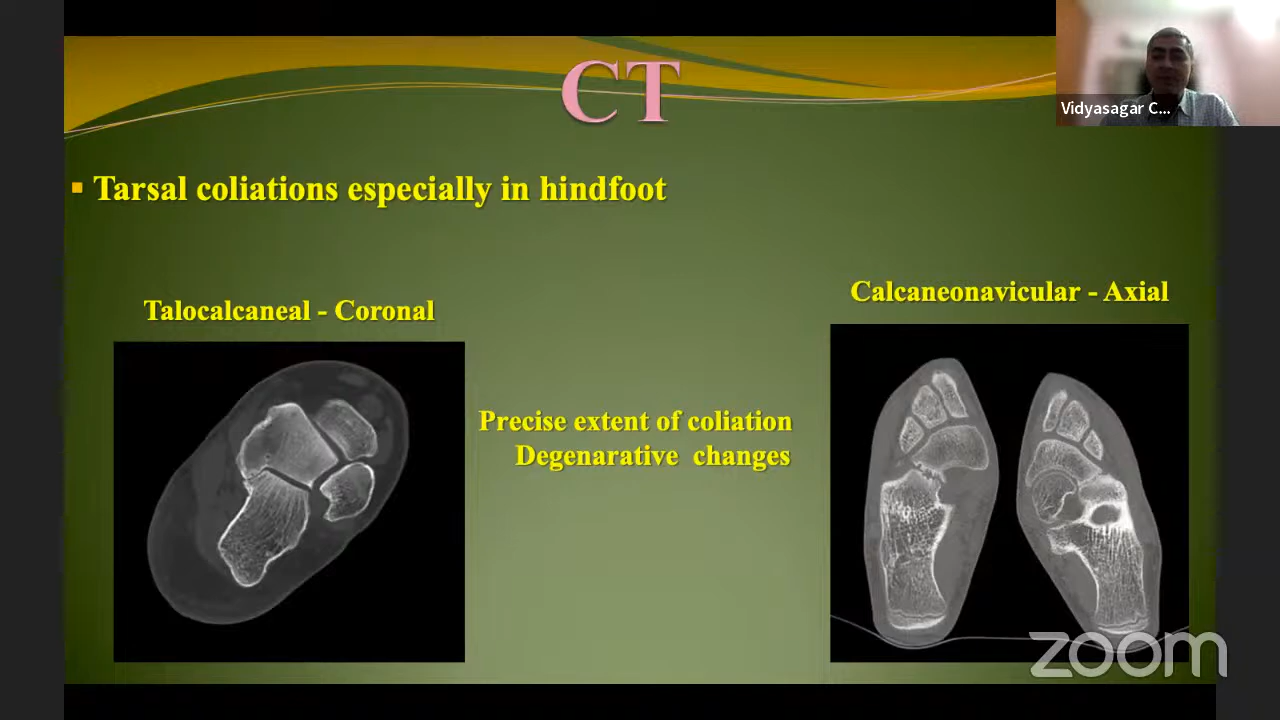 CT
Vidyasagar C...
▪ Tarsal coliations especially in hindfoot
Talocalcaneal - Coronal
Calcaneonavicular - Axial
Precise extent of coliation
Degenarative changes
zoom